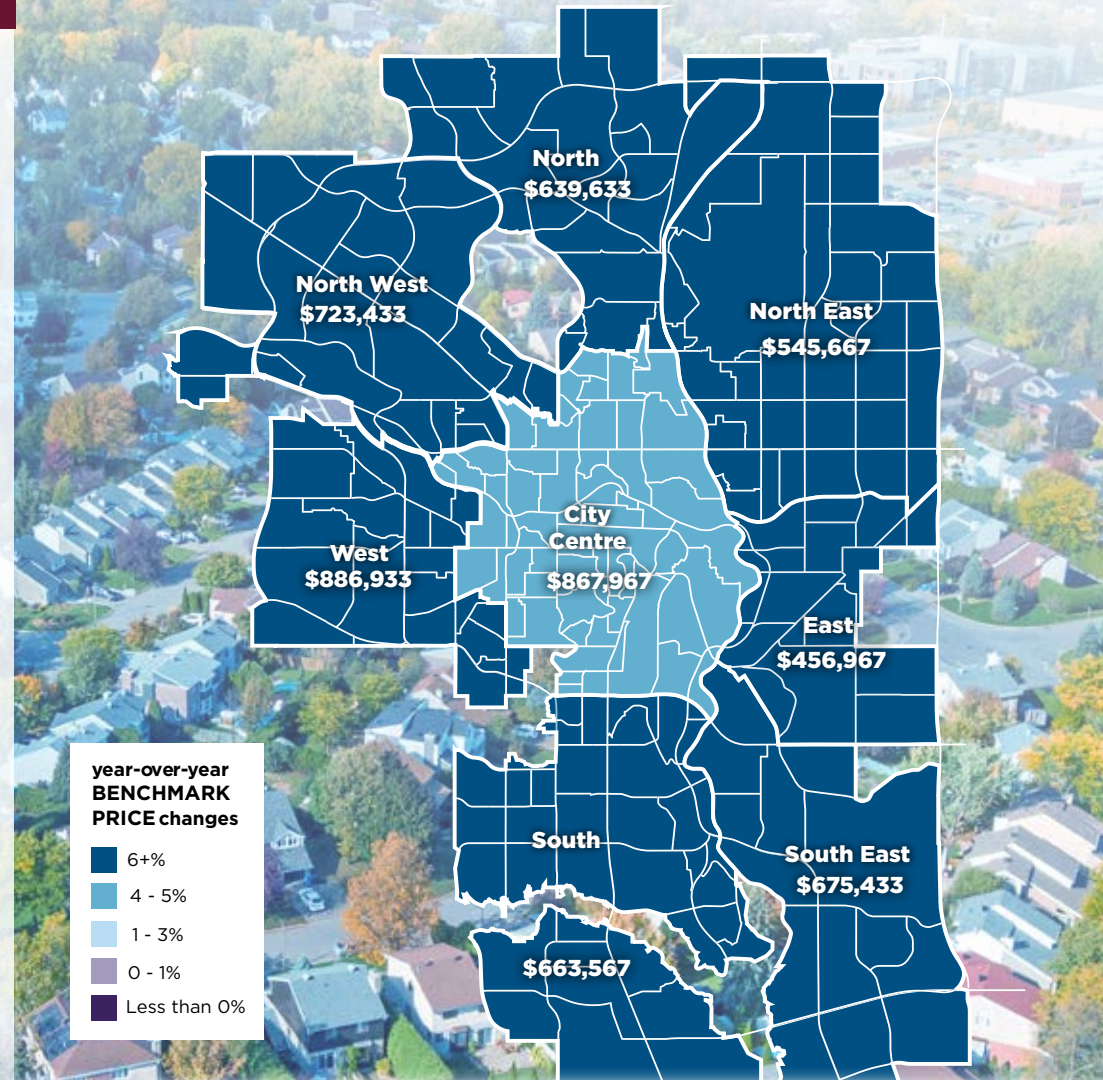 North
$639,633
North West
$723,433
North East
$545,667
City
Centre
$867,967
West
$886,933
East
$456,967
South
$663,567
South East
$675,433
year-over-year
BENCHMARK
PRICE changes
6+%
4 - 5%
1 - 3%
0 - 1%
Less than 0%